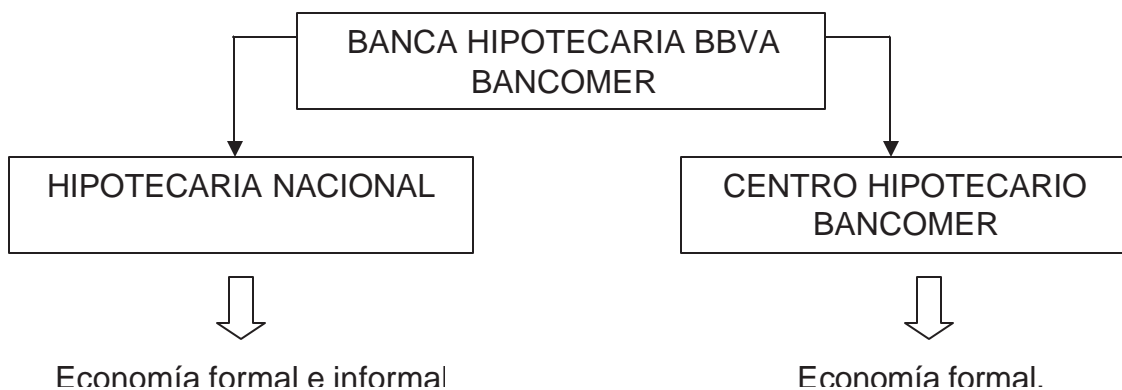 BANCA HIPOTECARIA BBVA
BANCOMER
HIPOTECARIA NACIONAL
CENTRO HIPOTECARIO
BANCOMER
Economía formal e informal
Economía formal.